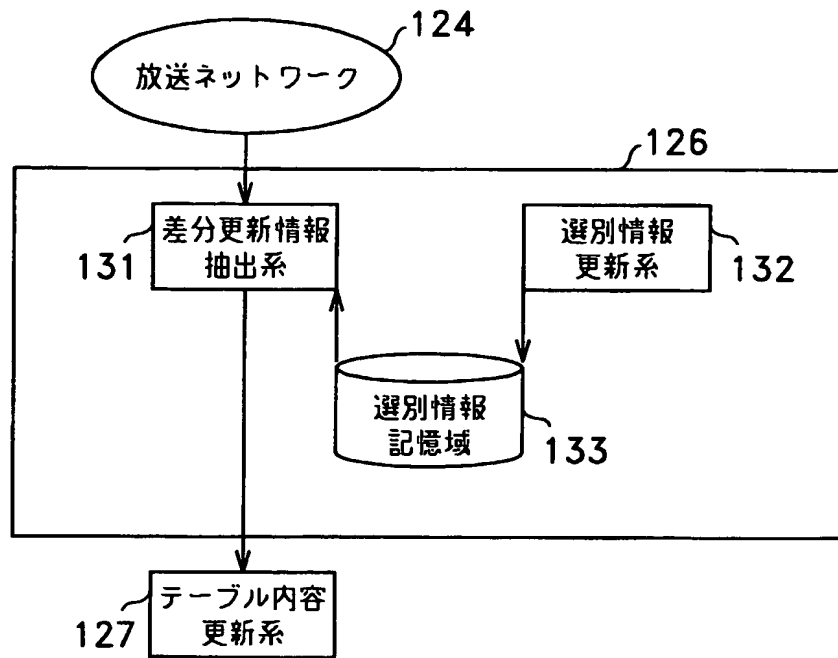 124
放送ネットワーク
126
差分更新情報
抽出系
131
選別情報
更新系
132
選別情報
記憶域
133
テーブル内容
更新系
127